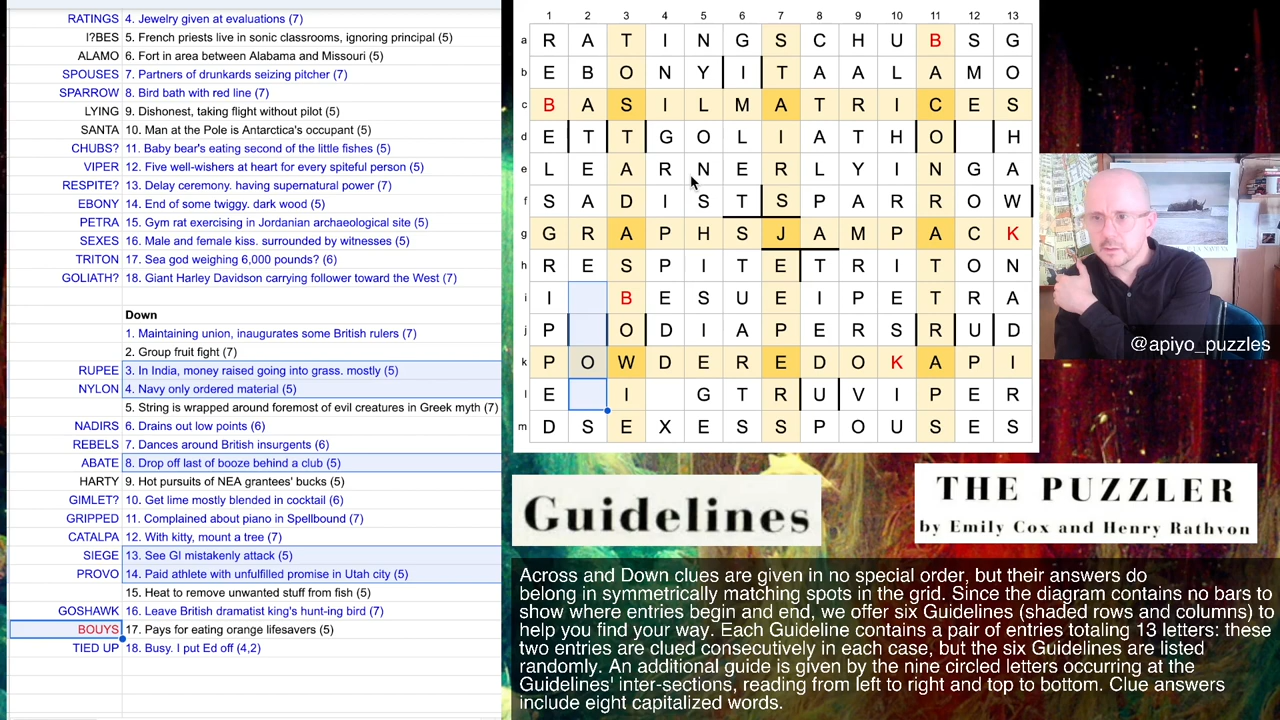 RATINGS 4. Jewelry given at evaluations (7)
I?BES 5. French priests live in sonic classrooms, ignoring principal (5)
ALAMO 6. Fort in area between Alabama and Missouri (5)
SPOUSES 7. Partners of drunkards seizing pitcher (7)
SPARROW 8. Bird bath with red line (7)
LYING 9. Dishonest, taking flight without pilot (5)
SANTA 10. Man at the Pole is Antarctica's occupant (5)
CHUBS? 11. Baby bear's eating second of the little fishes (5)
VIPER 12. Five well-wishers at heart for every spiteful person (5)
RESPITE? 13. Delay ceremony. having supernatural power (7)
EBONY 14. End of some twiggy. dark wood (5)
PETRA 15. Gym rat exercising in Jordanian archaeological site (5)
SEXES 16. Male and female kiss. surrounded by witnesses (5)
TRITON 17. Sea god weighing 6,000 pounds? (6)
GOLIATH? 18. Giant Harley Davidson carrying follower toward the West (7)
Down
1. Maintaining union, inaugurates some British rulers (7)
2. Group fruit fight (7)
RUPEE 3. In India, money raised going into grass. mostly (5)
NYLON 4. Navy only ordered material (5)
5. String is wrapped around foremost of evil creatures in Greek myth (7)
NADIRS 6. Drains out low points (6)
REBELS 7. Dances around British insurgents (6)
ABATE 8. Drop off last of booze behind a club (5)
HARTY 9. Hot pursuits of NEA grantees' bucks (5)
GIMLET? 10. Get lime mostly blended in cocktail (6)
GRIPPED 11. Complained about piano in Spellbound (7)
CATALPA 12. With kitty, mount a tree (7)
SIEGE 13. See GI mistakenly attack (5)
PROVO 14. Paid athlete with unfulfilled promise in Utah city (5)
15. Heat to remove unwanted stuff from fish (5)
GOSHAWK 16. Leave British dramatist king's hunt-ing bird (7)
BOUYS 17. Pays for eating orange lifesavers (5)
TIED UP 18. Busy. I put Ed off (4,2)
1 2 3 4 5 6 7 8 9 10 11 12 13
a R A T I N G S C H U B S G
b E B O N Y I T A A L A M O
c B A S I L M A T R I C E S
d E T T G O L I A T H O H
e L E A R N E R L Y I N G A
f S A D I S T S P A R R O W
g G R A P H S J A M P A C K
h R E S P I T E T R I T O N
i I B E S U E I P E T R A
j P O D I A P E R S R U D
k P O W D E R E D O K A P I
l E I G T R U V I P E R
m D S E X E S S P O U S E S
@apiyo_puzzles
Guidelines
THE PUZZLER
by Emily Cox and Henry Rathvon
Across and Down clues are given in no special order, but their answers do
belong in symmetrically matching spots in the grid. Since the diagram contains no bars to
show where entries begin and end, we offer six Guidelines (shaded rows and columns) to
help you find your way. Each Guideline contains a pair of entries totaling 13 letters: these
two entries are clued consecutively in each case, but the six Guidelines are listed
randomly. An additional guide is given by the nine circled letters occurring at the
Guidelines' inter-sections, reading from left to right and top to bottom. Clue answers
include eight capitalized words.